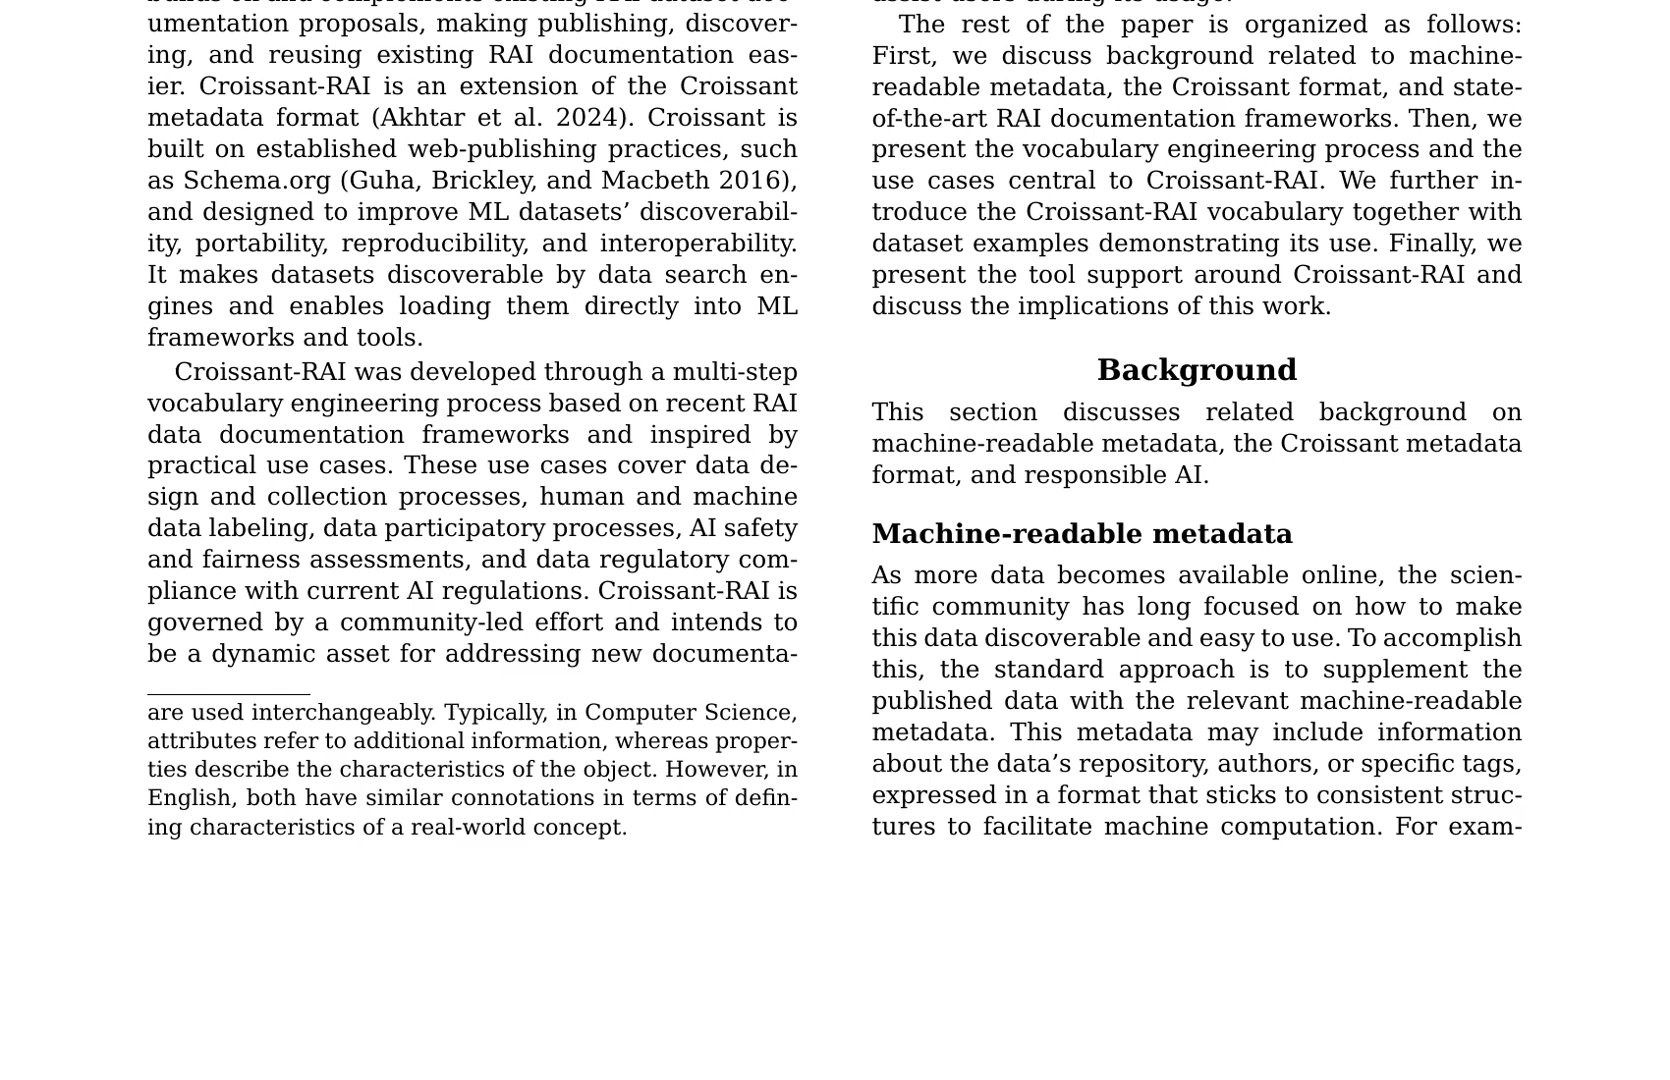 umentation proposals, making publishing, discover-
ing, and reusing existing RAI documentation eas-
ier. Croissant-RAI is an extension of the Croissant
metadata format (Akhtar et al. 2024). Croissant is
built on established web-publishing practices, such
as Schema.org (Guha, Brickley, and Macbeth 2016),
and designed to improve ML datasets’ discoverabil-
ity, portability, reproducibility, and interoperability.
It makes datasets discoverable by data search en-
gines and enables loading them directly into ML
frameworks and tools.
Croissant-RAI was developed through a multi-step
vocabulary engineering process based on recent RAI
data documentation frameworks and inspired by
practical use cases. These use cases cover data de-
sign and collection processes, human and machine
data labeling, data participatory processes, AI safety
and fairness assessments, and data regulatory com-
pliance with current AI regulations. Croissant-RAI is
governed by a community-led effort and intends to
be a dynamic asset for addressing new documenta-
are used interchangeably. Typically, in Computer Science,
attributes refer to additional information, whereas proper-
ties describe the characteristics of the object. However, in
English, both have similar connotations in terms of defin-
ing characteristics of a real-world concept.
assist users during its usage.
The rest of the paper is organized as follows:
First, we discuss background related to machine-
readable metadata, the Croissant format, and state-
of-the-art RAI documentation frameworks. Then, we
present the vocabulary engineering process and the
use cases central to Croissant-RAI. We further in-
troduce the Croissant-RAI vocabulary together with
dataset examples demonstrating its use. Finally, we
present the tool support around Croissant-RAI and
discuss the implications of this work.
Background
This section discusses related background on
machine-readable metadata, the Croissant metadata
format, and responsible AI.
Machine-readable metadata
As more data becomes available online, the scien-
tific community has long focused on how to make
this data discoverable and easy to use. To accomplish
this, the standard approach is to supplement the
published data with the relevant machine-readable
metadata. This metadata may include information
about the data’s repository, authors, or specific tags,
expressed in a format that sticks to consistent struc-
tures to facilitate machine computation. For exam-